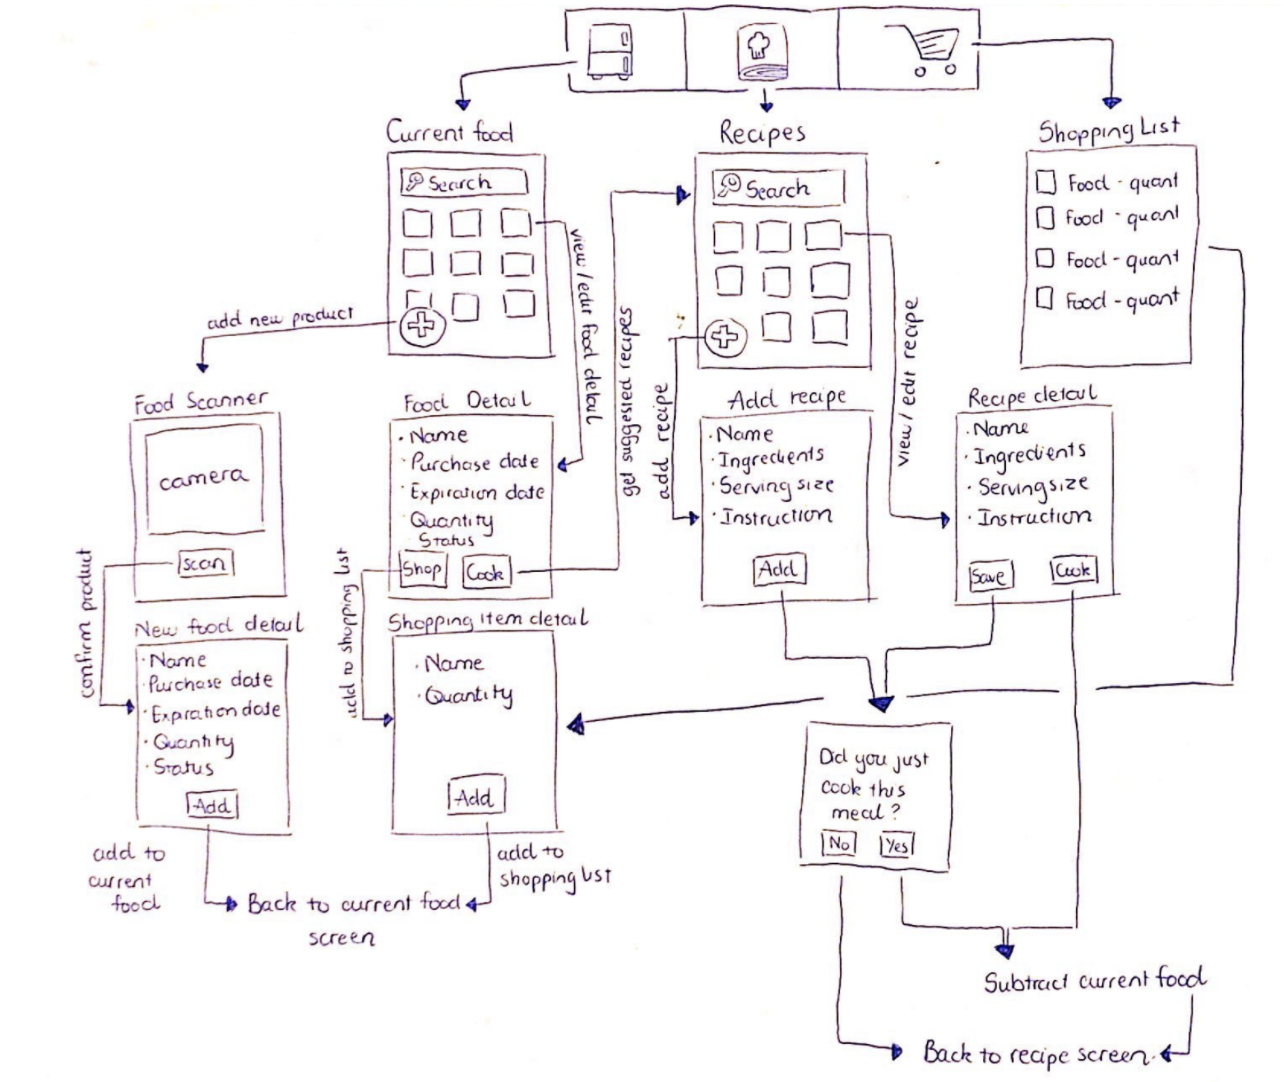 Current food
Recipes
Shopping List
Search
Search
Food - quant
Food - quant
Food - quant
Food - quant
add new product
view / edit food detail
get suggested recipes
add recipe
view / edit recipe
Food Scanner
camera
scan
confirm product
Food Detail
· Name
· Purchase date
· Expiration date
· Quantity
Status
Shop
Cook
add to shopping list
Add recipe
· Name
· Ingredients
· Serving size
· Instruction
Add
Recipe detail
· Name
· Ingredients
· Serving size
· Instruction
Save
Cook
New food detail
· Name
· Purchase date
· Expiration date
· Quantity
· Status
Add
Shopping item detail
· Name
· Quantity
Add
Did you just
cook this
meal?
No
Yes
add to
current
food
add to
shopping list
Back to current food
screen
Subtract current food
Back to recipe screen